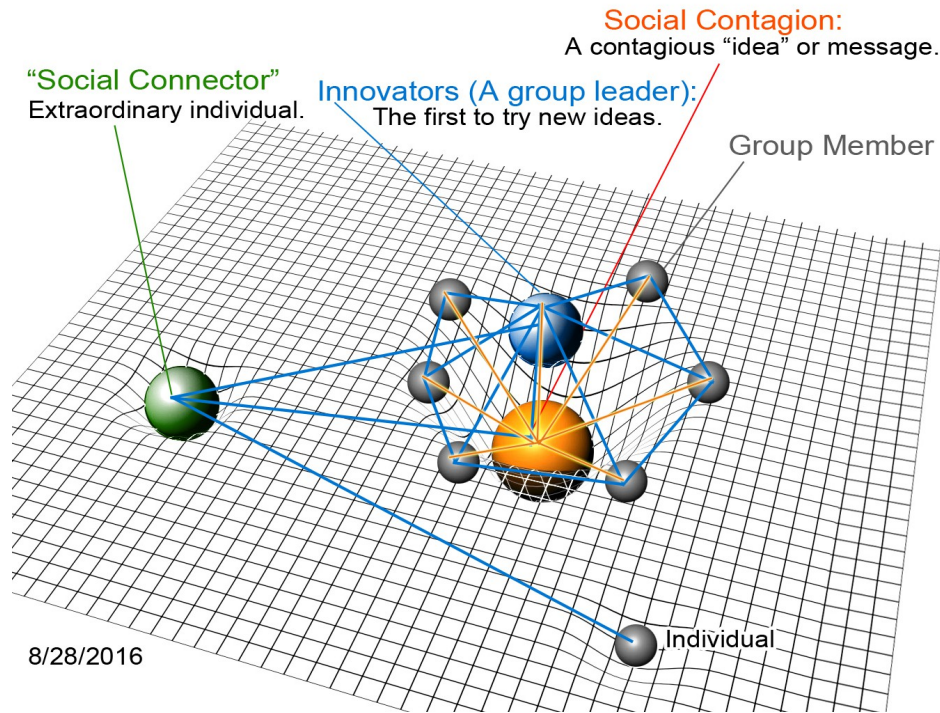 Social Contagion:
A contagious “idea” or message.
“Social Connector”
Extraordinary individual.
Innovators (A group leader):
The first to try new ideas.
Group Member
Individual
8/28/2016